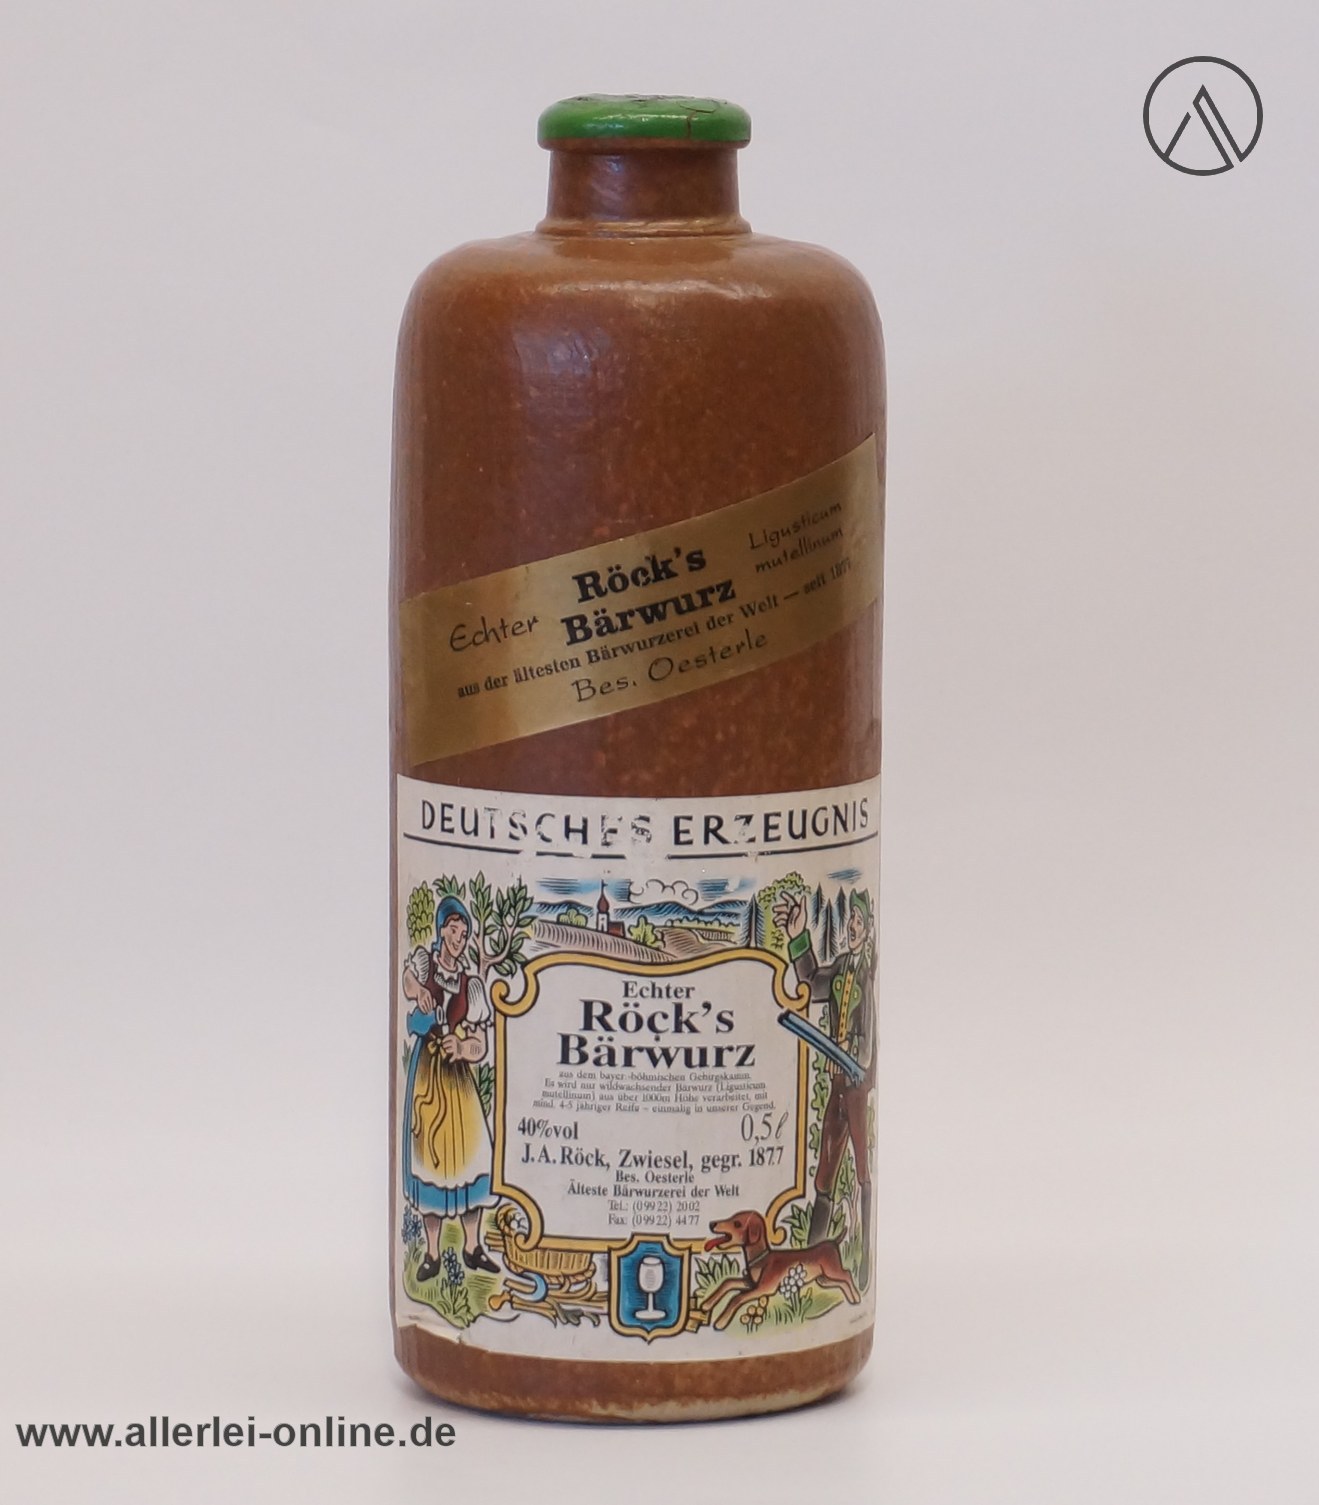 Echter
Röck's
Bärwurz
Ligusticum
mutellinum
aus der ältesten Bärwurzerei der Welt — seit 1877
Bes. Oesterle
DEUTSCHES ERZEUGNIS
Echter
Röck's
Bärwurz
aus dem bayer.-böhmischen Gebirgskamm.
Es wird nur wildwachsender Bärwurz (Ligusticum
mutellinum) aus über 1000m Höhe verarbeitet, mit
mind. 4-5 jähriger Reife – einmalig in unserer Gegend.
40%vol 0,5ℓ
J.A.Röck, Zwiesel, gegr. 1877
Bes. Oesterle
Älteste Bärwurzerei der Welt
Tel.: (09922) 2002
Fax: (09922) 4477
www.allerlei-online.de